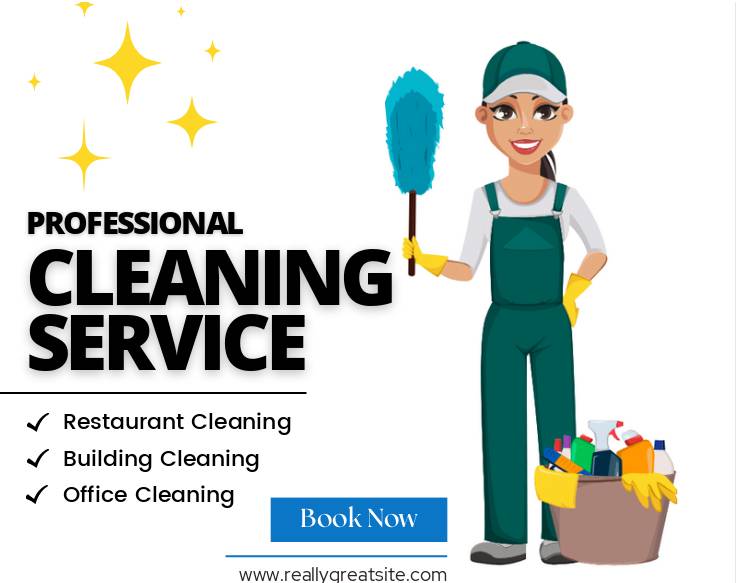 PROFESSIONAL
CLEANING
SERVICE
Restaurant Cleaning
Building Cleaning
Office Cleaning
Book Now
www.reallygreatsite.com